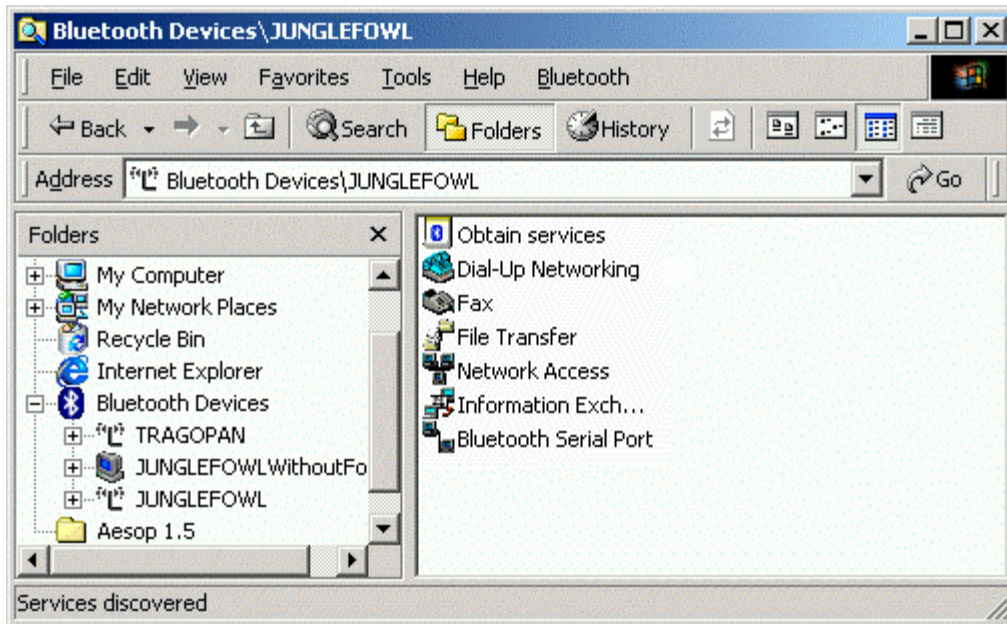 Bluetooth Devices\JUNGLEFOWL
File Edit View Favorites Tools Help Bluetooth
Back Search Folders History
Address Bluetooth Devices\JUNGLEFOWL Go
Folders
My Computer
My Network Places
Recycle Bin
Internet Explorer
Bluetooth Devices
TRAGOPAN
JUNGLEFOWLWithoutFo
JUNGLEFOWL
Aesop 1.5
Obtain services
Dial-Up Networking
Fax
File Transfer
Network Access
Information Exch...
Bluetooth Serial Port
Services discovered